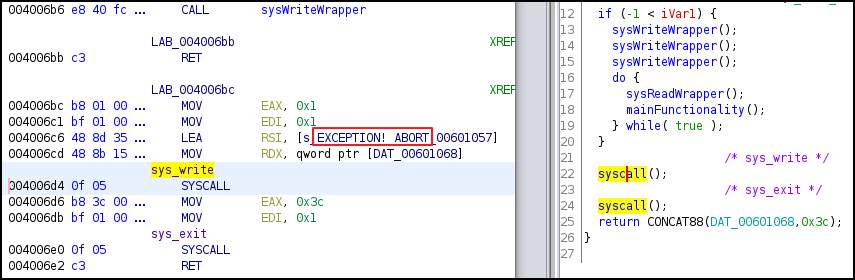 004006b6 e8 40 fc ... CALL sysWriteWrapper
LAB_004006bb XREF
004006bb c3 RET
LAB_004006bc XREF
004006bc b8 01 00 ... MOV EAX, 0x1
004006c1 bf 01 00 ... MOV EDI, 0x1
004006c6 48 8d 35 ... LEA RSI, [s_EXCEPTION!_ABORT_00601057]
004006cd 48 8b 15 ... MOV RDX, qword ptr [DAT_00601068]
sys_write
004006d4 0f 05 SYSCALL
004006d6 b8 3c 00 ... MOV EAX, 0x3c
004006db bf 01 00 ... MOV EDI, 0x1
sys_exit
004006e0 0f 05 SYSCALL
004006e2 c3 RET
12 if (-1 < iVar1) {
13 sysWriteWrapper();
14 sysWriteWrapper();
15 sysWriteWrapper();
16 do {
17 sysReadWrapper();
18 mainFunctionality();
19 } while( true );
20 }
21 /* sys_write */
22 syscall();
23 /* sys_exit */
24 syscall();
25 return CONCAT88(DAT_00601068,0x3c);
26 }
27